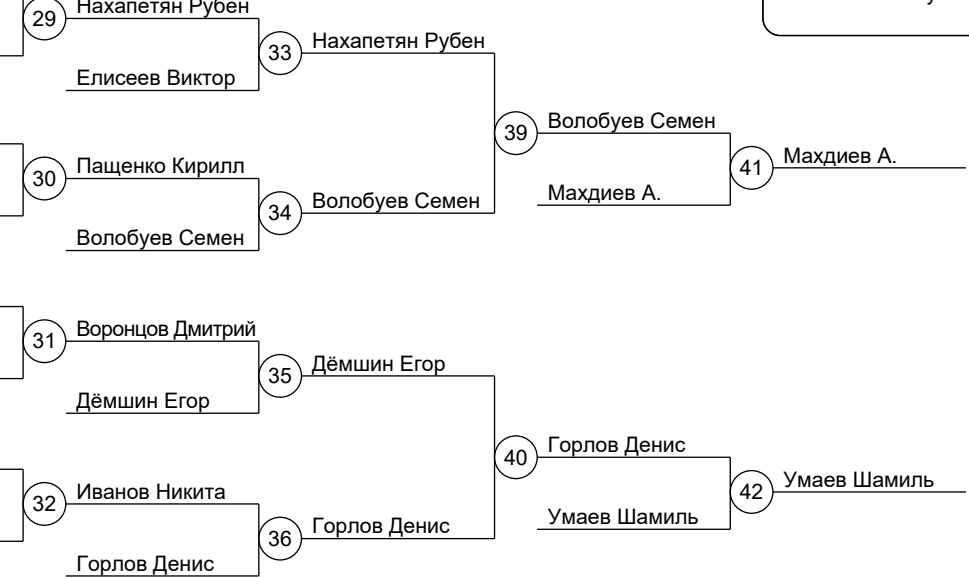 29
Нахапетян Рубен
33
Нахапетян Рубен
Елисеев Виктор
39
Волобуев Семен
41
Махдиев А.
30
Пащенко Кирилл
34
Волобуев Семен
Махдиев А.
Волобуев Семен
31
Воронцов Дмитрий
35
Дёмшин Егор
Дёмшин Егор
40
Горлов Денис
42
Умаев Шамиль
32
Иванов Никита
36
Горлов Денис
Умаев Шамиль
Горлов Денис